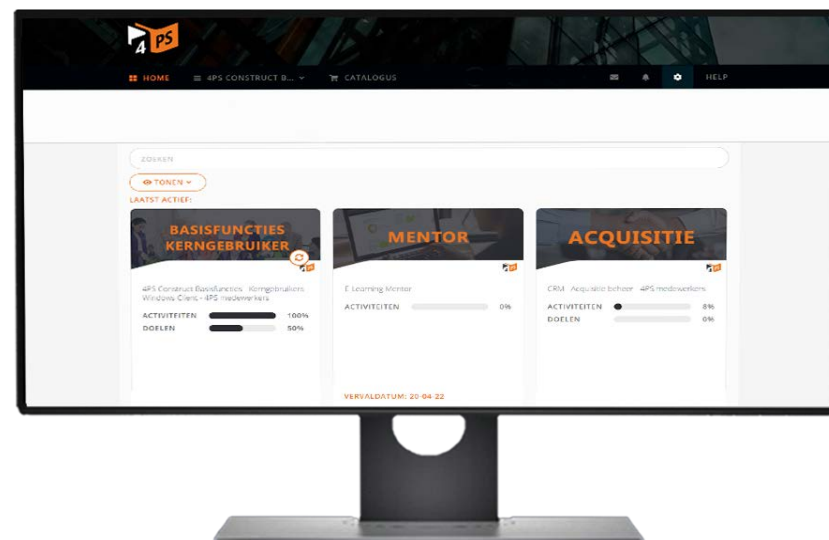 4PS
HOME
4PS CONSTRUCT B...
CATALOGUS
HELP
ZOEKEN
TONEN
LAATST ACTIEF:
BASISFUNCTIES
KERNGEBRUIKER
4PS Construct Basisfuncties - Kerngebruikers
Windows Client - 4PS medewerkers
ACTIVITEITEN 100%
DOELEN 50%
MENTOR
E-Learning Mentor
ACTIVITEITEN 0%
VERVALDATUM: 20-04-22
ACQUISITIE
CRM - Acquisitie beheer - 4PS medewerkers
ACTIVITEITEN 8%
DOELEN 0%